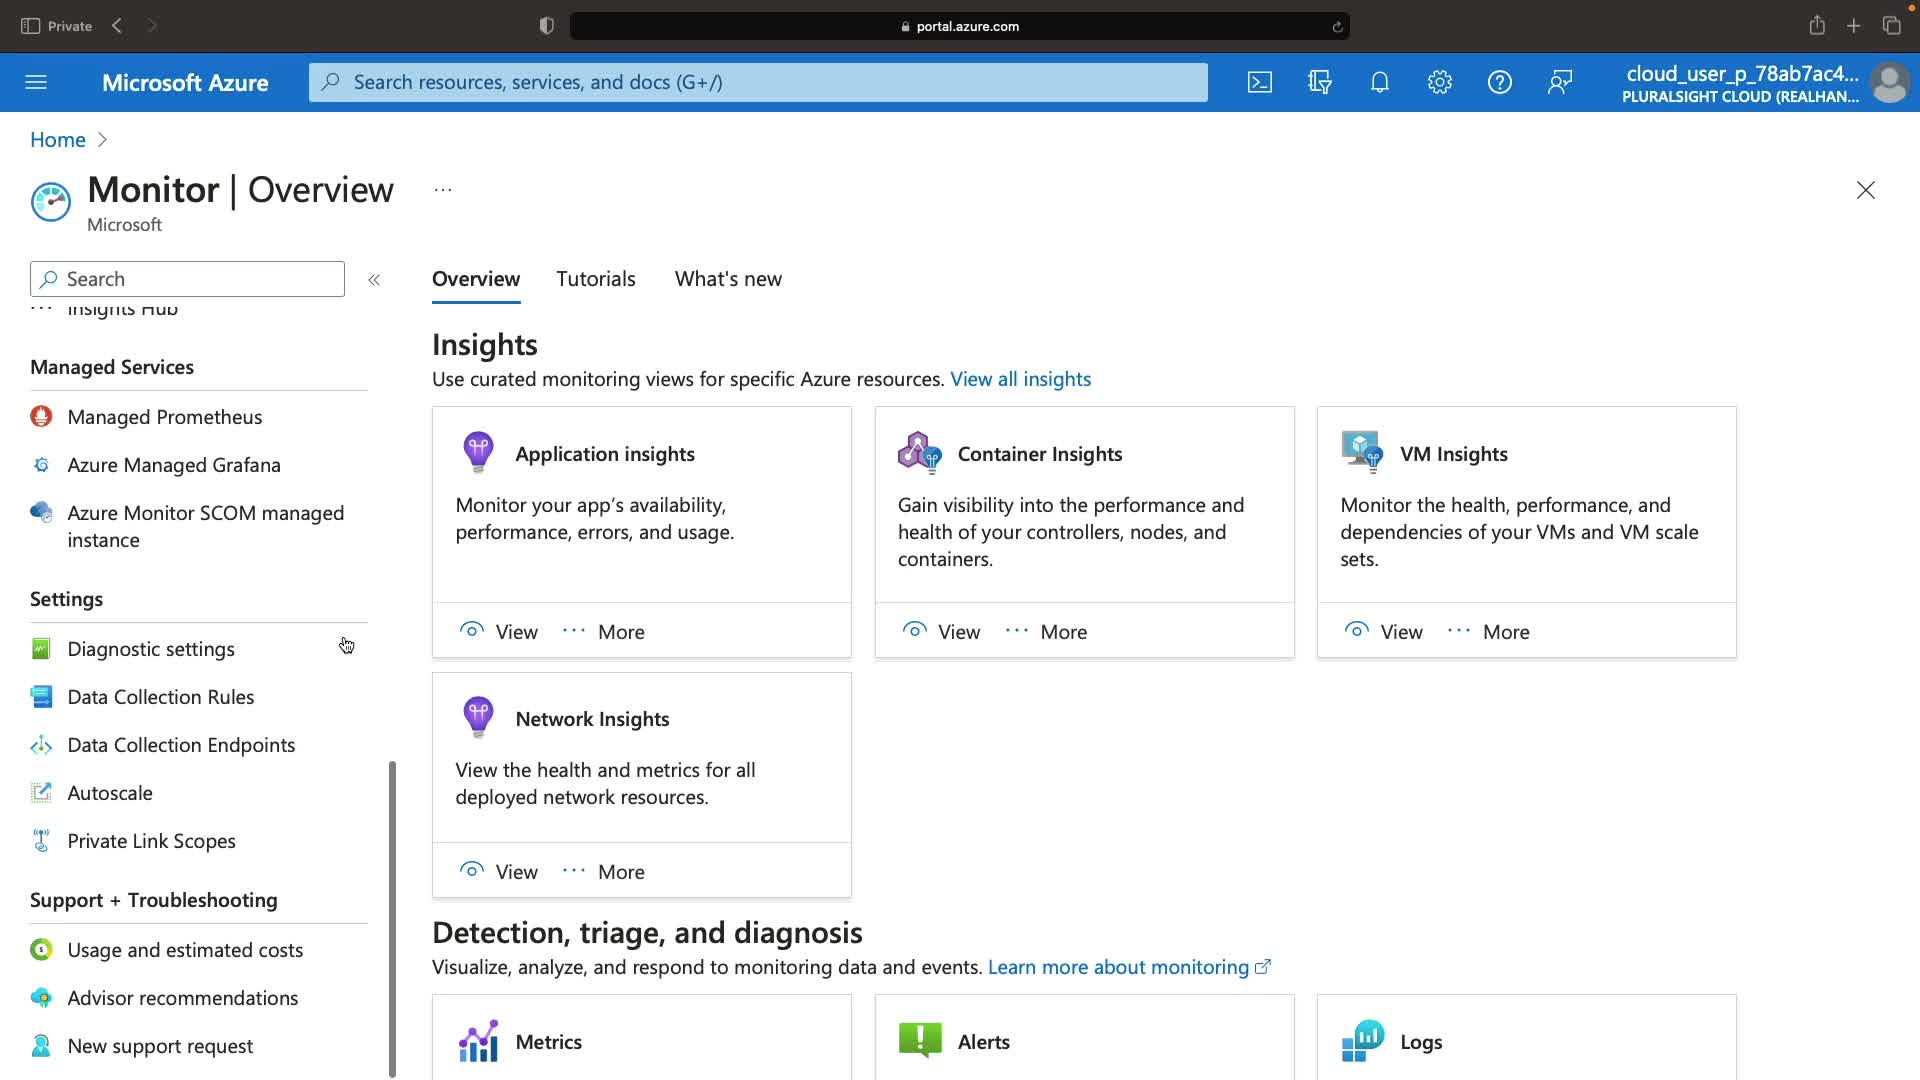 Private
portal.azure.com
Microsoft Azure
Search resources, services, and docs (G+/)
cloud_user_p_78ab7ac4...
PLURALSIGHT CLOUD (REALHAN...
Home
Monitor | Overview
...
Microsoft
Search
Insights Hub
Managed Services
Managed Prometheus
Azure Managed Grafana
Azure Monitor SCOM managed
instance
Settings
Diagnostic settings
Data Collection Rules
Data Collection Endpoints
Autoscale
Private Link Scopes
Support + Troubleshooting
Usage and estimated costs
Advisor recommendations
New support request
Overview
Tutorials
What's new
Insights
Use curated monitoring views for specific Azure resources. View all insights
Application insights
Monitor your app's availability,
performance, errors, and usage.
View
More
Container Insights
Gain visibility into the performance and
health of your controllers, nodes, and
containers.
View
More
VM Insights
Monitor the health, performance, and
dependencies of your VMs and VM scale
sets.
View
More
Network Insights
View the health and metrics for all
deployed network resources.
View
More
Detection, triage, and diagnosis
Visualize, analyze, and respond to monitoring data and events. Learn more about monitoring
Metrics
Alerts
Logs